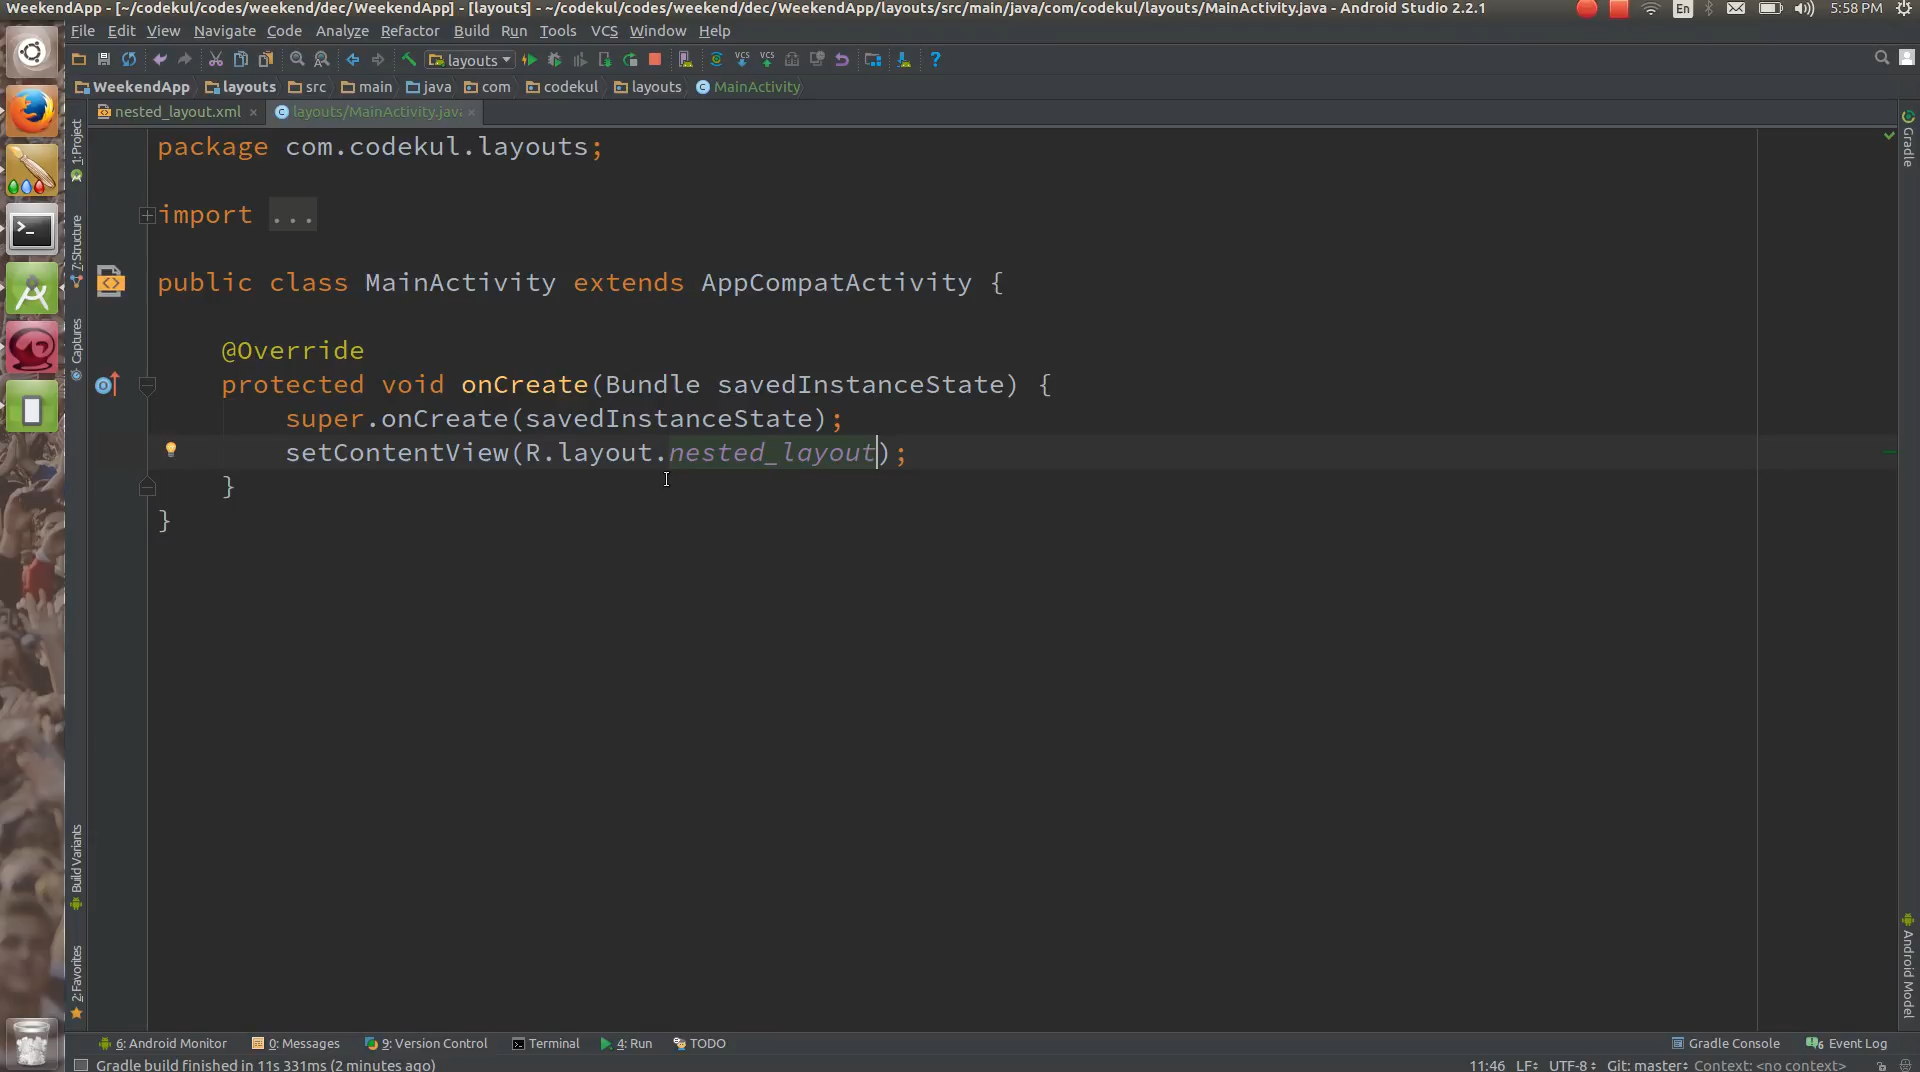 WeekendApp - [~/codekul/codes/weekend/dec/WeekendApp] - [layouts] - ~/codekul/codes/weekend/dec/WeekendApp/layouts/src/main/java/com/codekul/layouts/MainActivity.java - Android Studio 2.2.1
En
5:58 PM
File Edit View Navigate Code Analyze Refactor Build Run Tools VCS Window Help
layouts
VCS VCS
WeekendApp layouts src main java com codekul layouts MainActivity
nested_layout.xml
layouts/MainActivity.java
1: Project
7: Structure
Captures
Build Variants
2: Favorites
Gradle
Android Model
package com.codekul.layouts;
import ...
public class MainActivity extends AppCompatActivity {
@Override
protected void onCreate(Bundle savedInstanceState) {
super.onCreate(savedInstanceState);
setContentView(R.layout.nested_layout);
}
}
6: Android Monitor 0: Messages 9: Version Control Terminal 4: Run TODO Gradle Console Event Log
Gradle build finished in 11s 331ms (2 minutes ago) 11:46 LF÷ UTF-8÷ Git: master÷ Context: <no context>